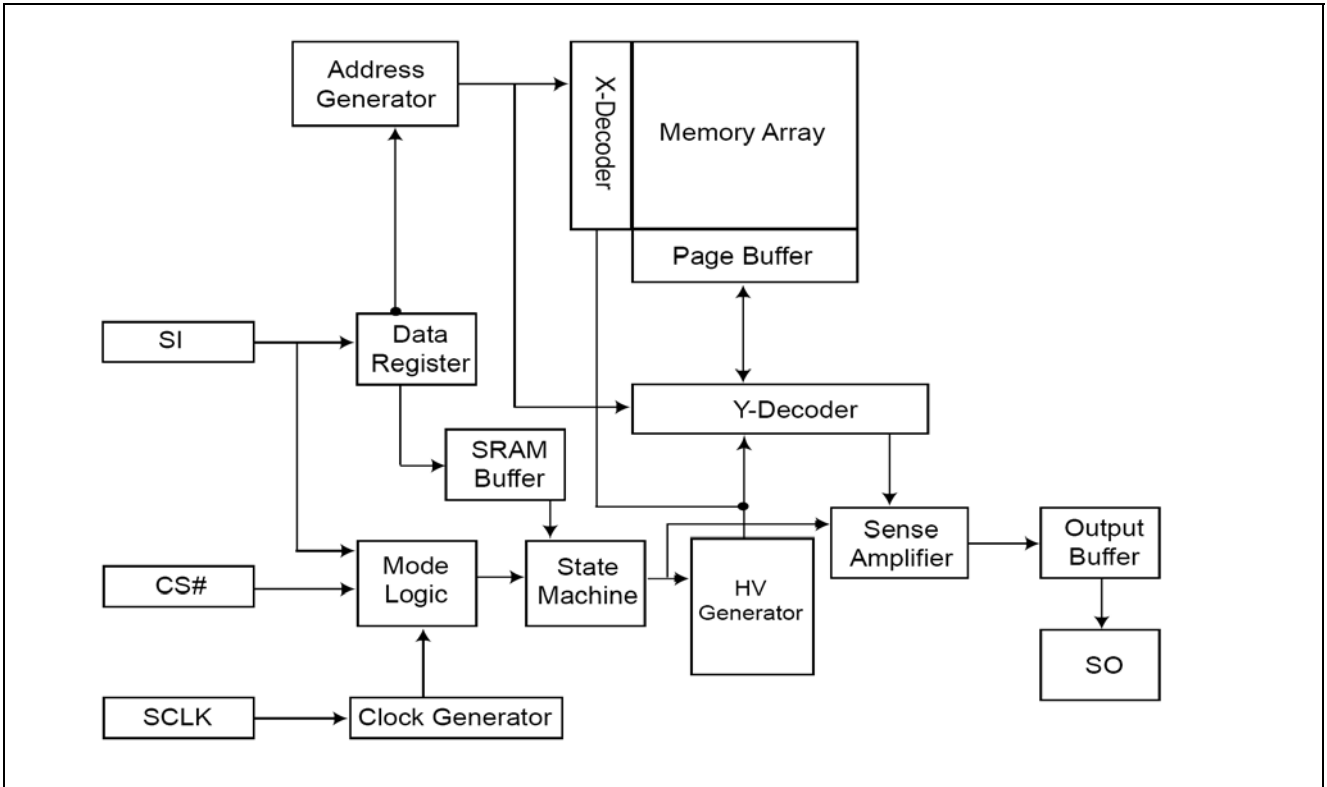 Address
Generator
X-Decoder
Memory Array
Page Buffer
SI
Data
Register
Y-Decoder
SRAM
Buffer
Sense
Amplifier
Output
Buffer
CS#
Mode
Logic
State
Machine
HV
Generator
SO
SCLK
Clock Generator